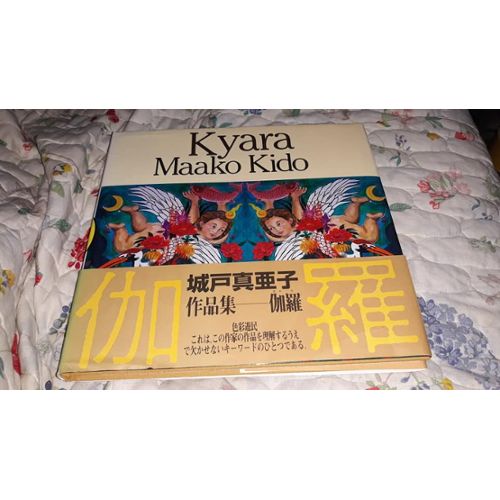 Kyara
Maako Kido
伽羅
城戸真亜子
作品集──伽羅
色彩遊民
これは、この作家の作品を理解するうえ
で欠かせないキーワードのひとつである。